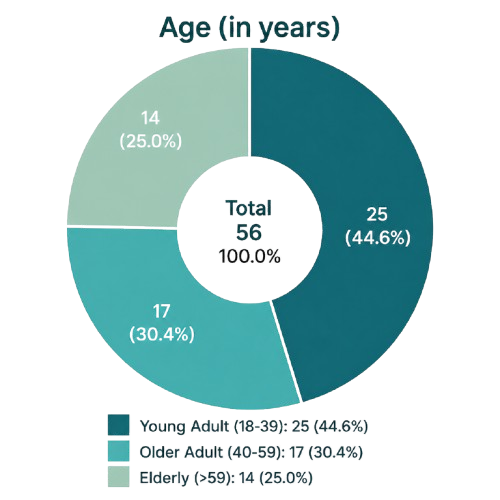 Age (in years)
14
(25.0%)
Total
56
100.0%
25
(44.6%)
17
(30.4%)
Young Adult (18-39): 25 (44.6%)
Older Adult (40-59): 17 (30.4%)
Elderly (>59): 14 (25.0%)